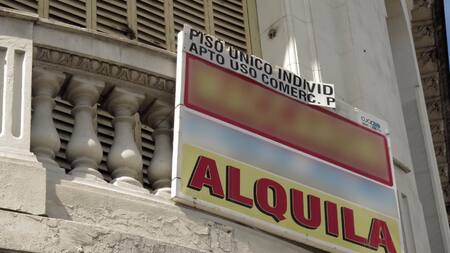 PISO UNICO INDIVID
APTO USO COMERC. P
ALQUILA